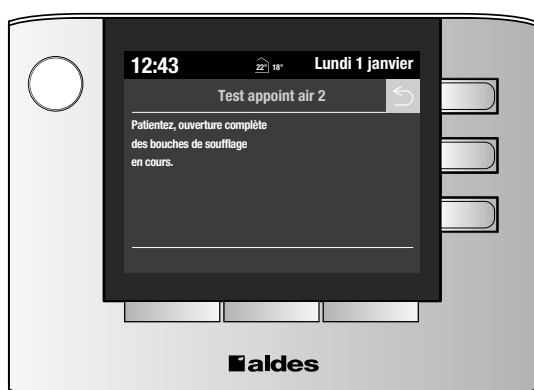 12:43 22° 18° Lundi 1 janvier
Test appoint air 2
Patientez, ouverture complète
des bouches de soufflage
en cours.
aldes